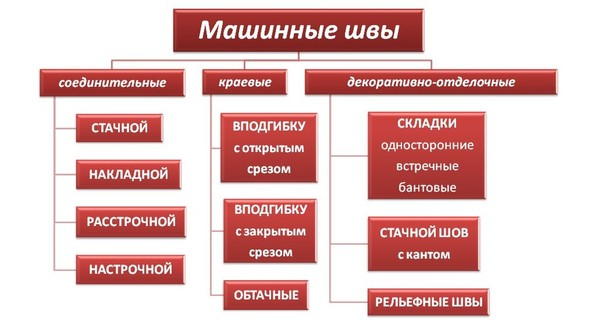 Машинные швы
соединительные
краевые
декоративно-отделочные
СТАЧНОЙ
НАКЛАДНОЙ
РАССТРОЧНОЙ
НАСТРОЧНОЙ
ВПОДГИБКУ
с открытым
срезом
ВПОДГИБКУ
с закрытым
срезом
ОБТАЧНЫЕ
СКЛАДКИ
односторонние
встречные
бантовые
СТАЧНОЙ ШОВ
с кантом
РЕЛЬЕФНЫЕ ШВЫ